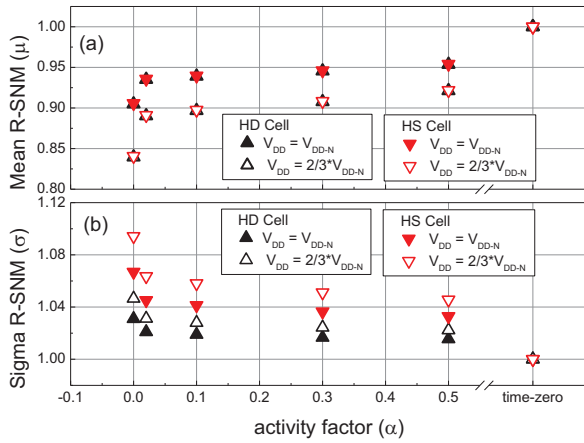 1.00
0.95
0.90
0.85
0.80
Mean R-SNM (μ)
(a)
HD Cell
V_DD = V_DD-N
V_DD = 2/3*V_DD-N
HS Cell
V_DD = V_DD-N
V_DD = 2/3*V_DD-N
1.12
1.08
1.04
1.00
Sigma R-SNM (σ)
(b)
HD Cell
V_DD = V_DD-N
V_DD = 2/3*V_DD-N
HS Cell
V_DD = V_DD-N
V_DD = 2/3*V_DD-N
-0.1 0.0 0.1 0.2 0.3 0.4 0.5 time-zero
activity factor (α)